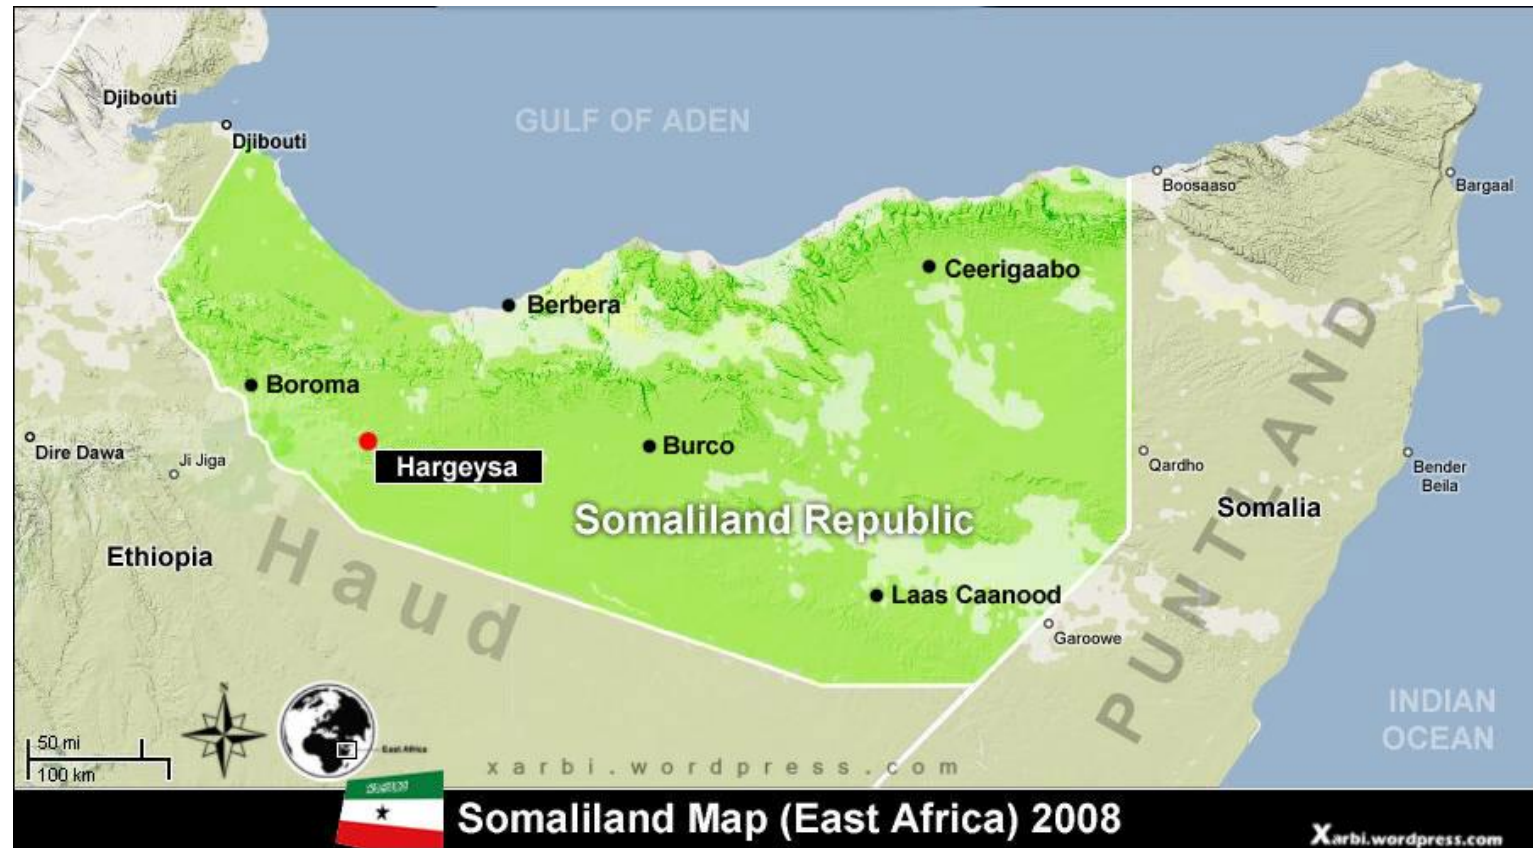 Djibouti
Djibouti
GULF OF ADEN
Boosaaso
Bargaal
Ceerigaabo
Berbera
Boroma
Dire Dawa
Ji Jiga
Hargeysa
Burco
Qardho
Bender
Beila
PUNTLAND
Somalia
Somaliland Republic
Ethiopia
Haud
Laas Caanood
Garoowe
INDIAN
OCEAN
N
50 mi
100 km
East Africa
xarbi.wordpress.com
Somaliland Map (East Africa) 2008
Xarbi.wordpress.com